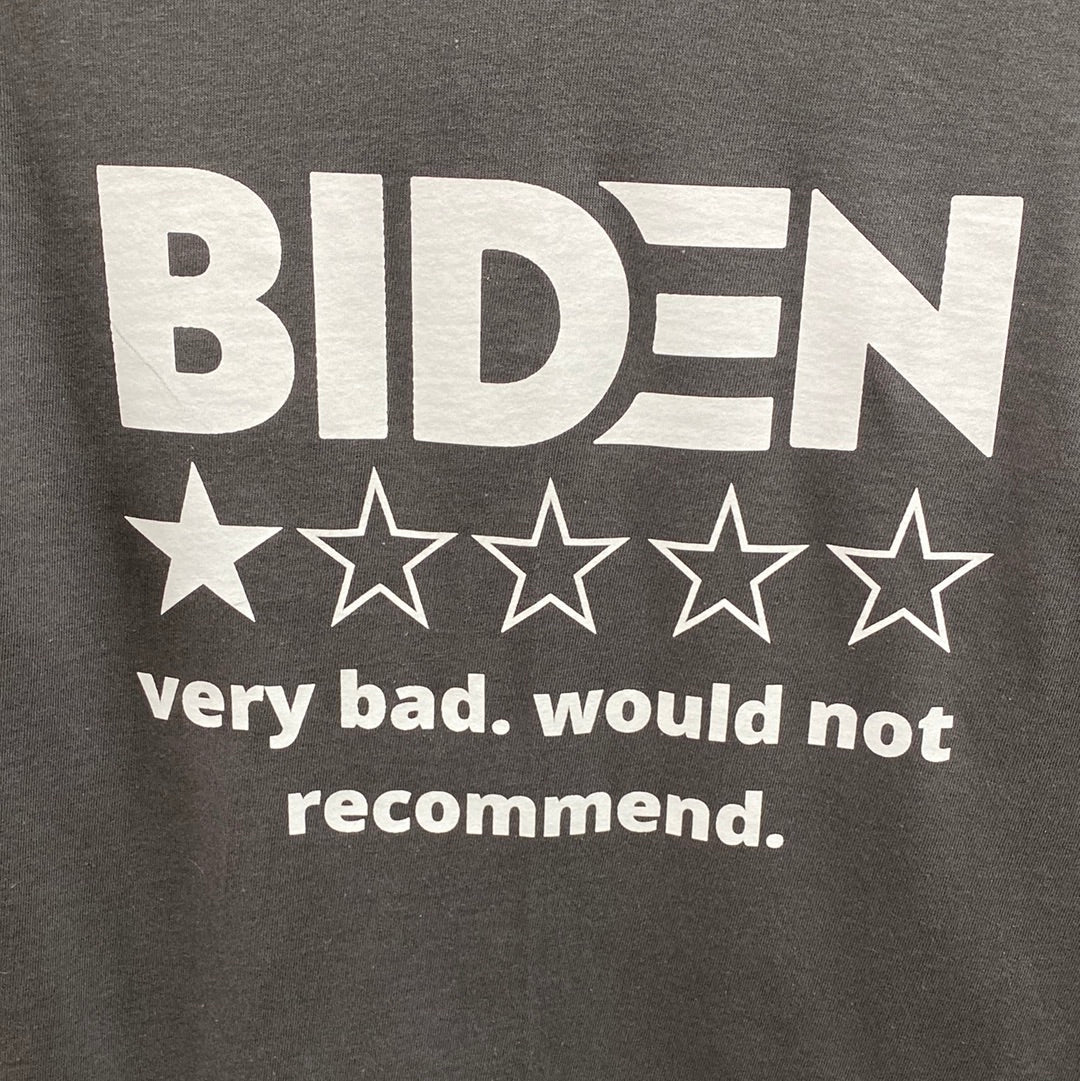 BIDEN
very bad. would not
recommend.